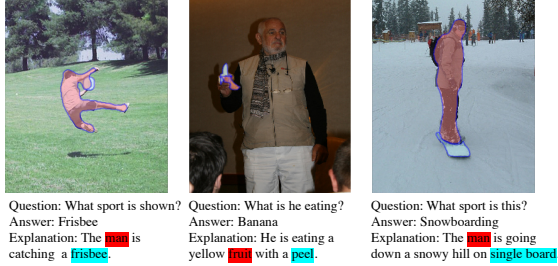 Question: What sport is shown?
Answer: Frisbee
Explanation: The man is
catching a frisbee.
Question: What is he eating?
Answer: Banana
Explanation: He is eating a
yellow fruit with a peel.
Question: What sport is this?
Answer: Snowboarding
Explanation: The man is going
down a snowy hill on single board